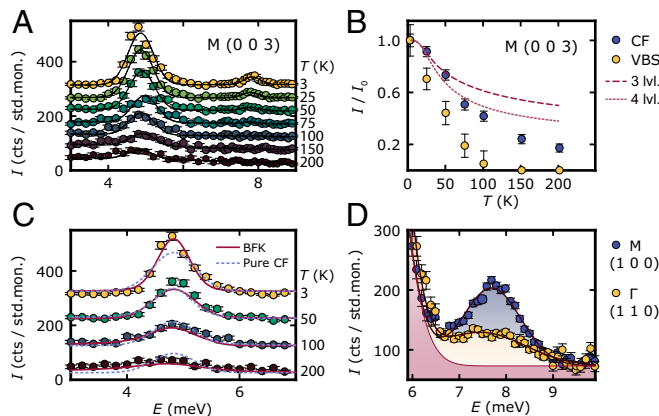 A
M (0 0 3)
T (K)
3
25
50
75
100
150
200
400
200
0
I (cts / std.mon.)
4
6
8
B
M (0 0 3)
CF
VBS
3 lvl.
4 lvl.
1.0
0.6
0.2
I / I0
0
50
100
150
200
T (K)
C
BFK
Pure CF
T (K)
3
50
100
200
400
200
0
I (cts / std.mon.)
4
6
E (meV)
D
M
(1 0 0)
Γ
(1 1 0)
300
200
100
I (cts / std.mon.)
6
7
8
9
E (meV)